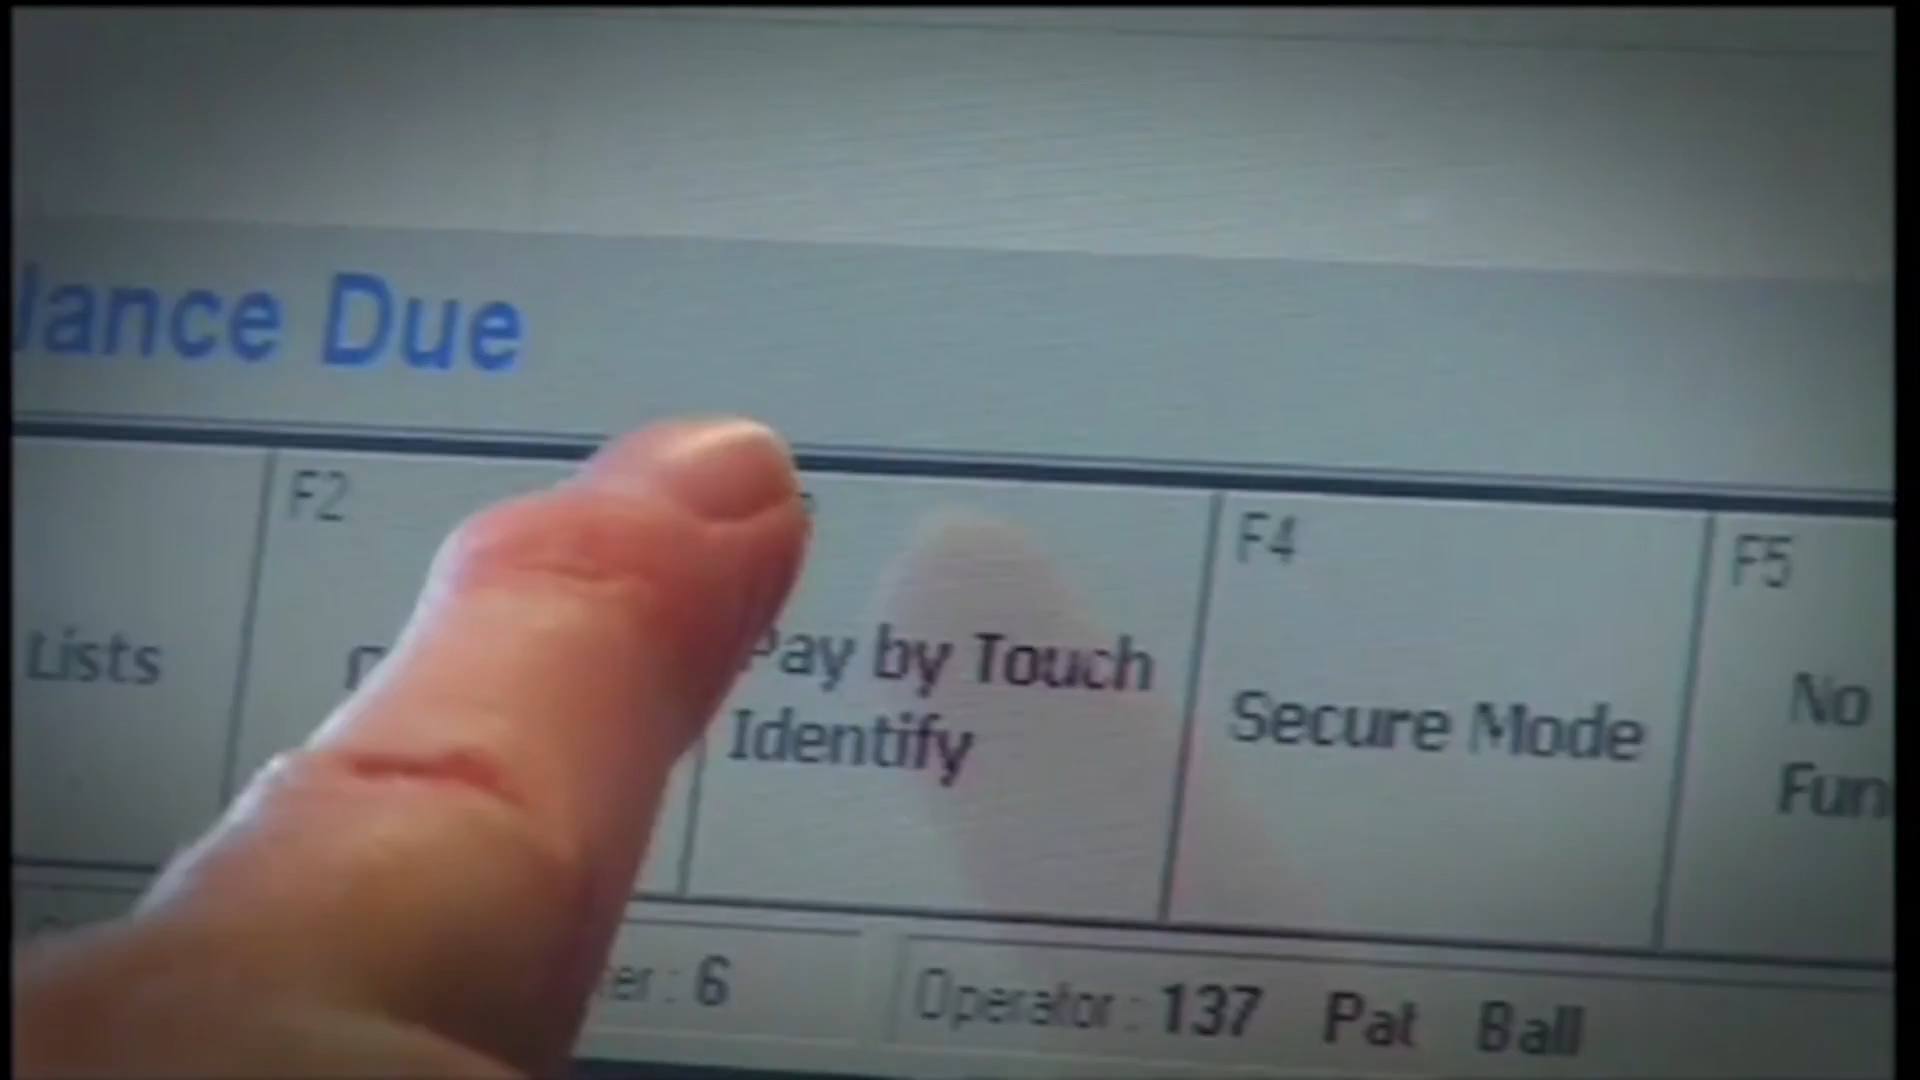 lance Due
F2
F4
F5
Lists
Pay by Touch
Identify
Secure Mode
No
Fun
er : 6
Operator : 137 Pat Ball